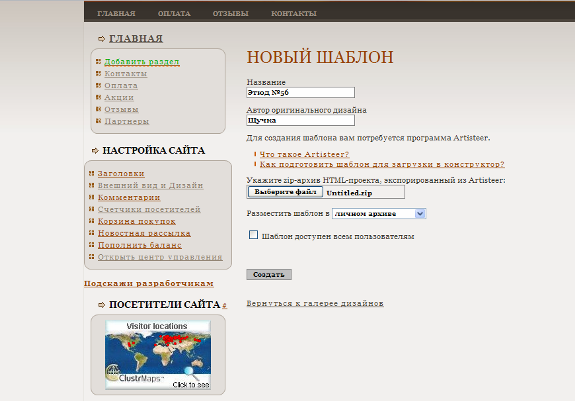 ГЛАВНАЯ ОПЛАТА ОТЗЫВЫ КОНТАКТЫ
ГЛАВНАЯ
Добавить раздел
Контакты
Оплата
Акции
Отзывы
Партнеры
НАСТРОЙКА САЙТА
Заголовки
Внешний вид и Дизайн
Комментарии
Счетчики посетителей
Корзина покупок
Новостная рассылка
Пополнить баланс
Открыть центр управления
Подскажи разработчикам
ПОСЕТИТЕЛИ САЙТА #
Visitor locations
ClustrMaps™
Click to see
НОВЫЙ ШАБЛОН
Название
Этюд №56
Автор оригинального дизайна
Щучка
Для создания шаблона вам потребуется программа Artisteer.
Что такое Artisteer?
Как подготовить шаблон для загрузки в конструктор?
Укажите zip-архив HTML-проекта, экспорированный из Artisteer:
Выберите файл Untitled.zip
Разместить шаблон в личном архиве
Шаблон доступен всем пользователям
Создать
Вернуться к галерее дизайнов